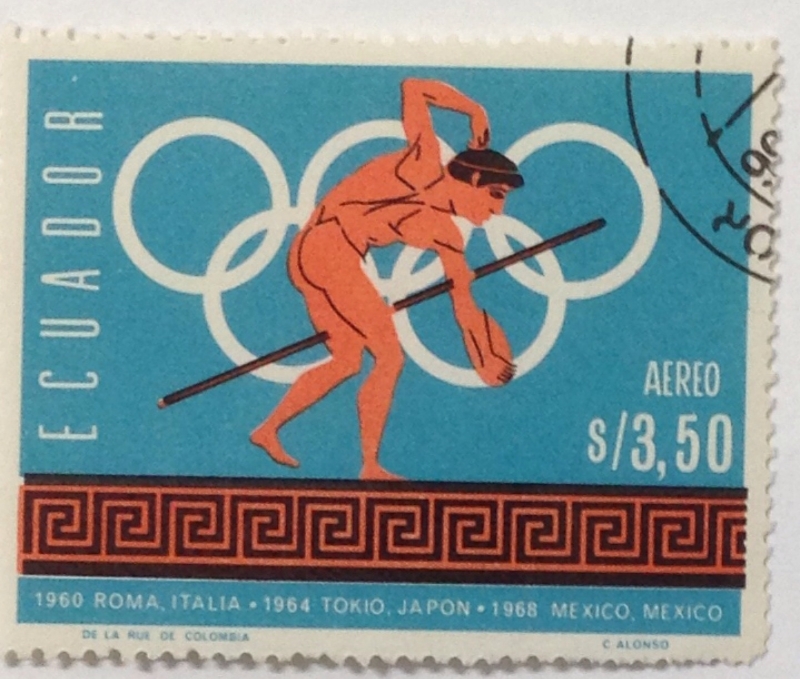 ECUADOR
AEREO
s/3,50
1960 ROMA, ITALIA • 1964 TOKIO, JAPON • 1968 MEXICO, MEXICO
DE LA RUE DE COLOMBIA
C. ALONSO